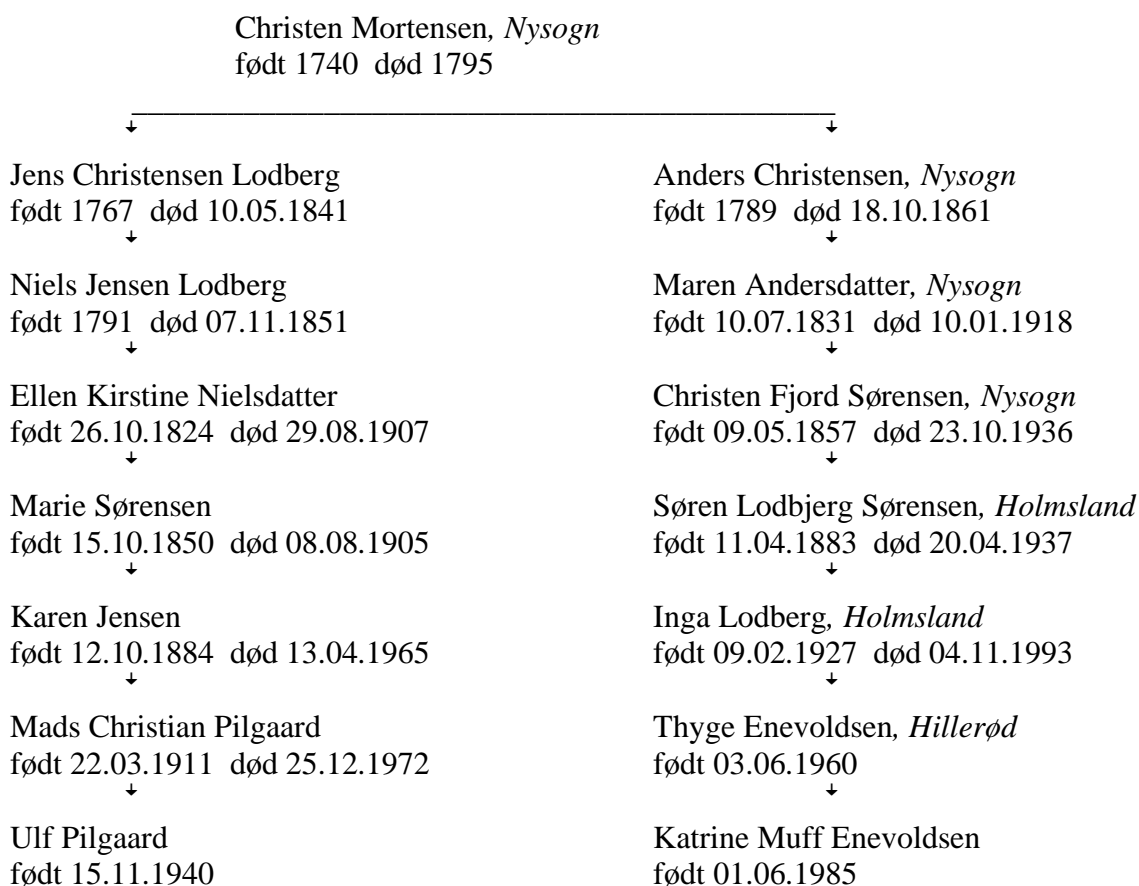 Christen Mortensen, Nysogn
født 1740 død 1795
Jens Christensen Lodberg
født 1767 død 10.05.1841
Niels Jensen Lodberg
født 1791 død 07.11.1851
Ellen Kirstine Nielsdatter
født 26.10.1824 død 29.08.1907
Marie Sørensen
født 15.10.1850 død 08.08.1905
Karen Jensen
født 12.10.1884 død 13.04.1965
Mads Christian Pilgaard
født 22.03.1911 død 25.12.1972
Ulf Pilgaard
født 15.11.1940
Anders Christensen, Nysogn
født 1789 død 18.10.1861
Maren Andersdatter, Nysogn
født 10.07.1831 død 10.01.1918
Christen Fjord Sørensen, Nysogn
født 09.05.1857 død 23.10.1936
Søren Lodbjerg Sørensen, Holmsland
født 11.04.1883 død 20.04.1937
Inga Lodberg, Holmsland
født 09.02.1927 død 04.11.1993
Thyge Enevoldsen, Hillerød
født 03.06.1960
Katrine Muff Enevoldsen
født 01.06.1985